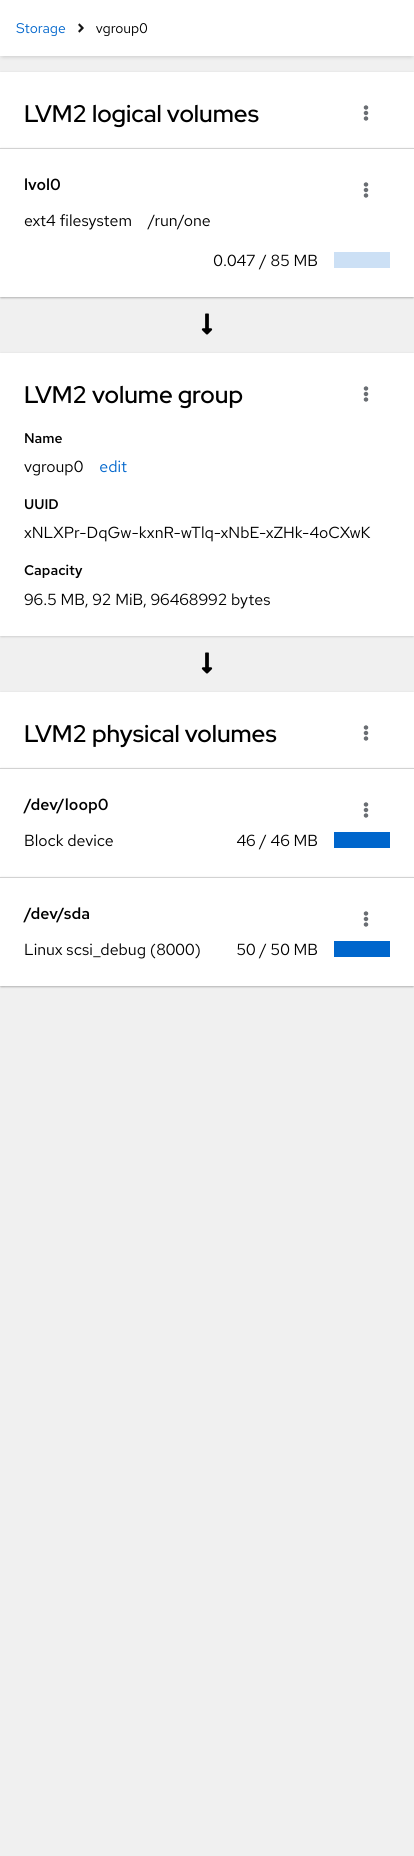 Storage > vgroup0
LVM2 logical volumes
lvol0
ext4 filesystem /run/one
0.047 / 85 MB
LVM2 volume group
Name
vgroup0 edit
UUID
xNLXPr-DqGw-kxnR-wTlq-xNbE-xZHk-4oCXwK
Capacity
96.5 MB, 92 MiB, 96468992 bytes
LVM2 physical volumes
/dev/loop0
Block device 46 / 46 MB
/dev/sda
Linux scsi_debug (8000) 50 / 50 MB